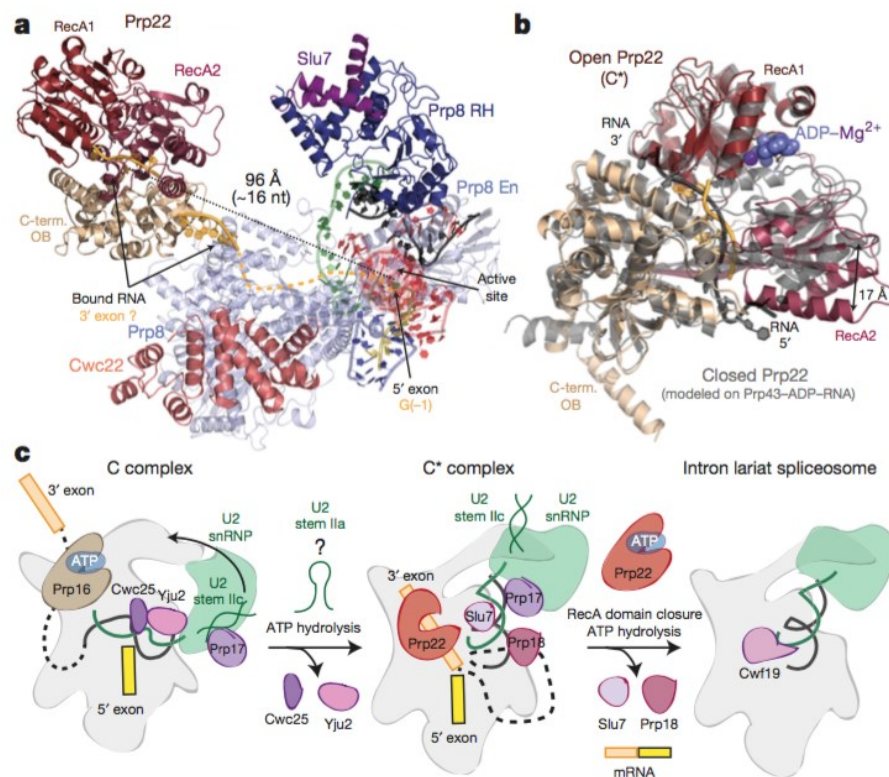 a
RecA1 Prp22
RecA2
Slu7
Prp8 RH
96 Å
(~16 nt)
Prp8 En
C-term.
OB
Bound RNA
3′ exon ?
Prp8
Active
site
Cwc22
5′ exon
G(−1)
b
Open Prp22
(C*)
RecA1
RNA
3′
ADP–Mg2+
17 Å
RNA
5′
RecA2
Closed Prp22
(modeled on Prp43–ADP–RNA)
C-term.
OB
c
C complex
C* complex
Intron lariat spliceosome
3′ exon
U2
snRNP
ATP
Prp16
Cwc25
Yju2
U2
stem IIc
Prp17
5′ exon
U2
stem IIa
?
ATP hydrolysis
Cwc25
Yju2
U2
stem IIc
U2
snRNP
3′ exon
Slu7
Prp17
Prp22
Prp18
5′ exon
ATP
Prp22
RecA domain closure
ATP hydrolysis
Slu7
Prp18
mRNA
Cwf19